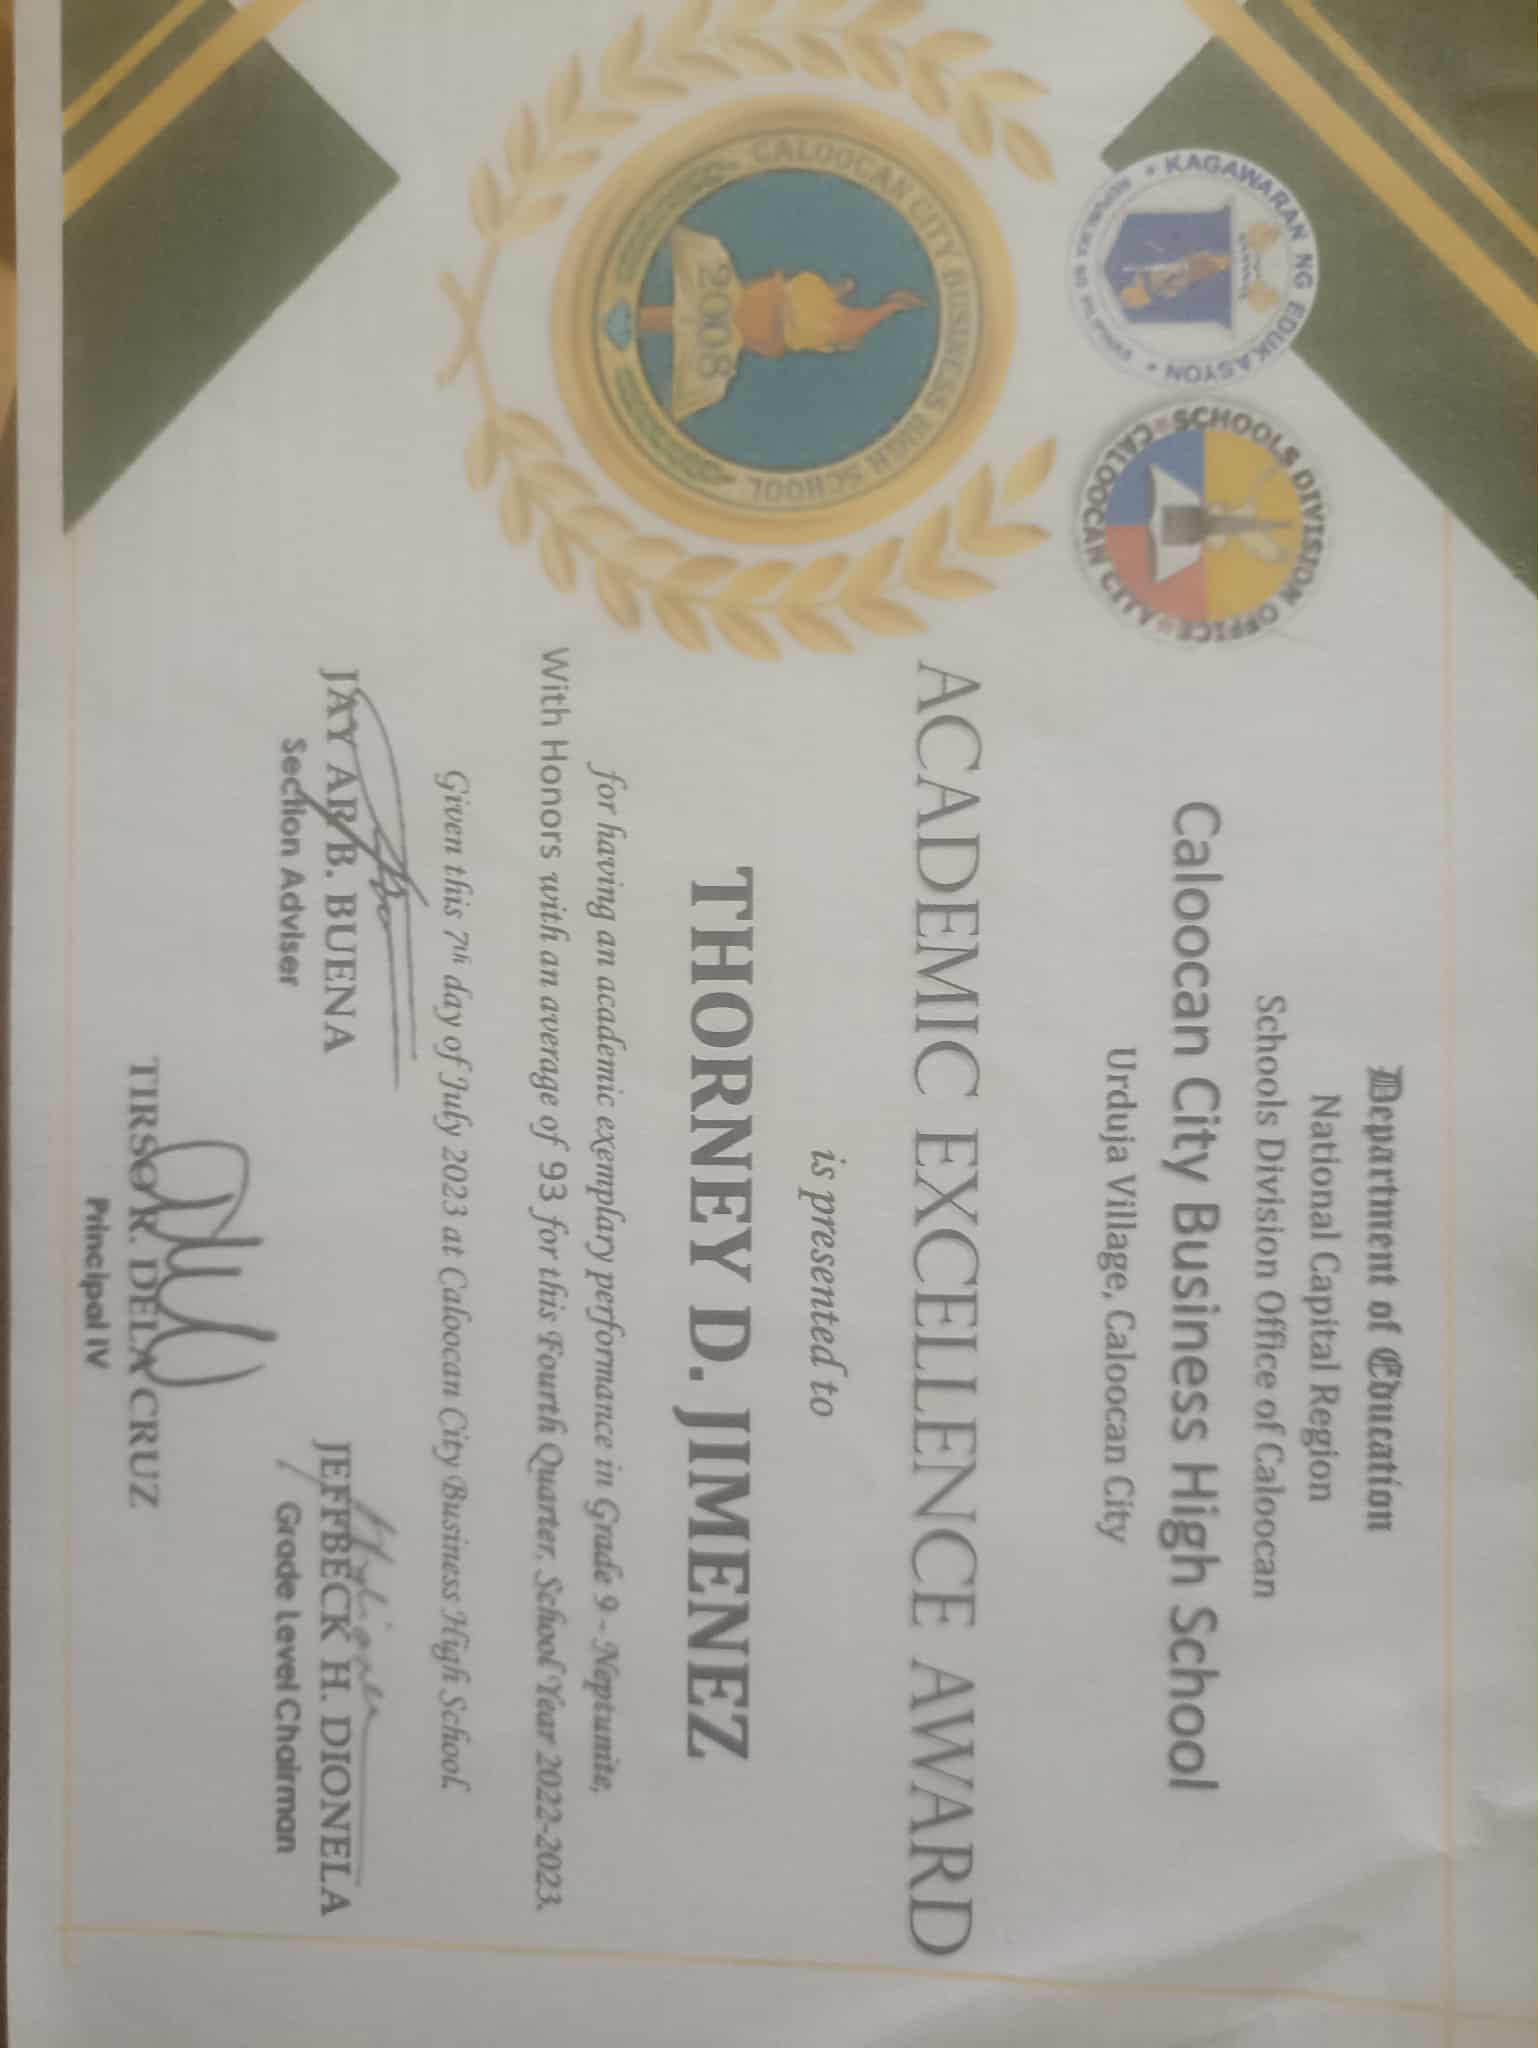 Department of Education
National Capital Region
Schools Division Office of Caloocan
Caloocan City Business High School
Urduja Village, Caloocan City
KAGAWARAN NG EDUKASYON
SCHOOLS DIVISION OFFICE
CALOOCAN CITY
CALOOCAN CITY BUSINESS HIGH SCHOOL
2008
ACADEMIC EXCELLENCE AWARD
is presented to
THORNEY D. JIMENEZ
for having an academic exemplary performance in Grade 9 - Neptunite,
With Honors with an average of 93 for this Fourth Quarter, School Year 2022-2023.
Given this 7th day of July 2023 at Caloocan City Business High School.
JAY AR B. BUENA
Section Adviser
JEFFBECK H. DIONELA
Grade Level Chairman
TIRSO R. DELA CRUZ
Principal IV